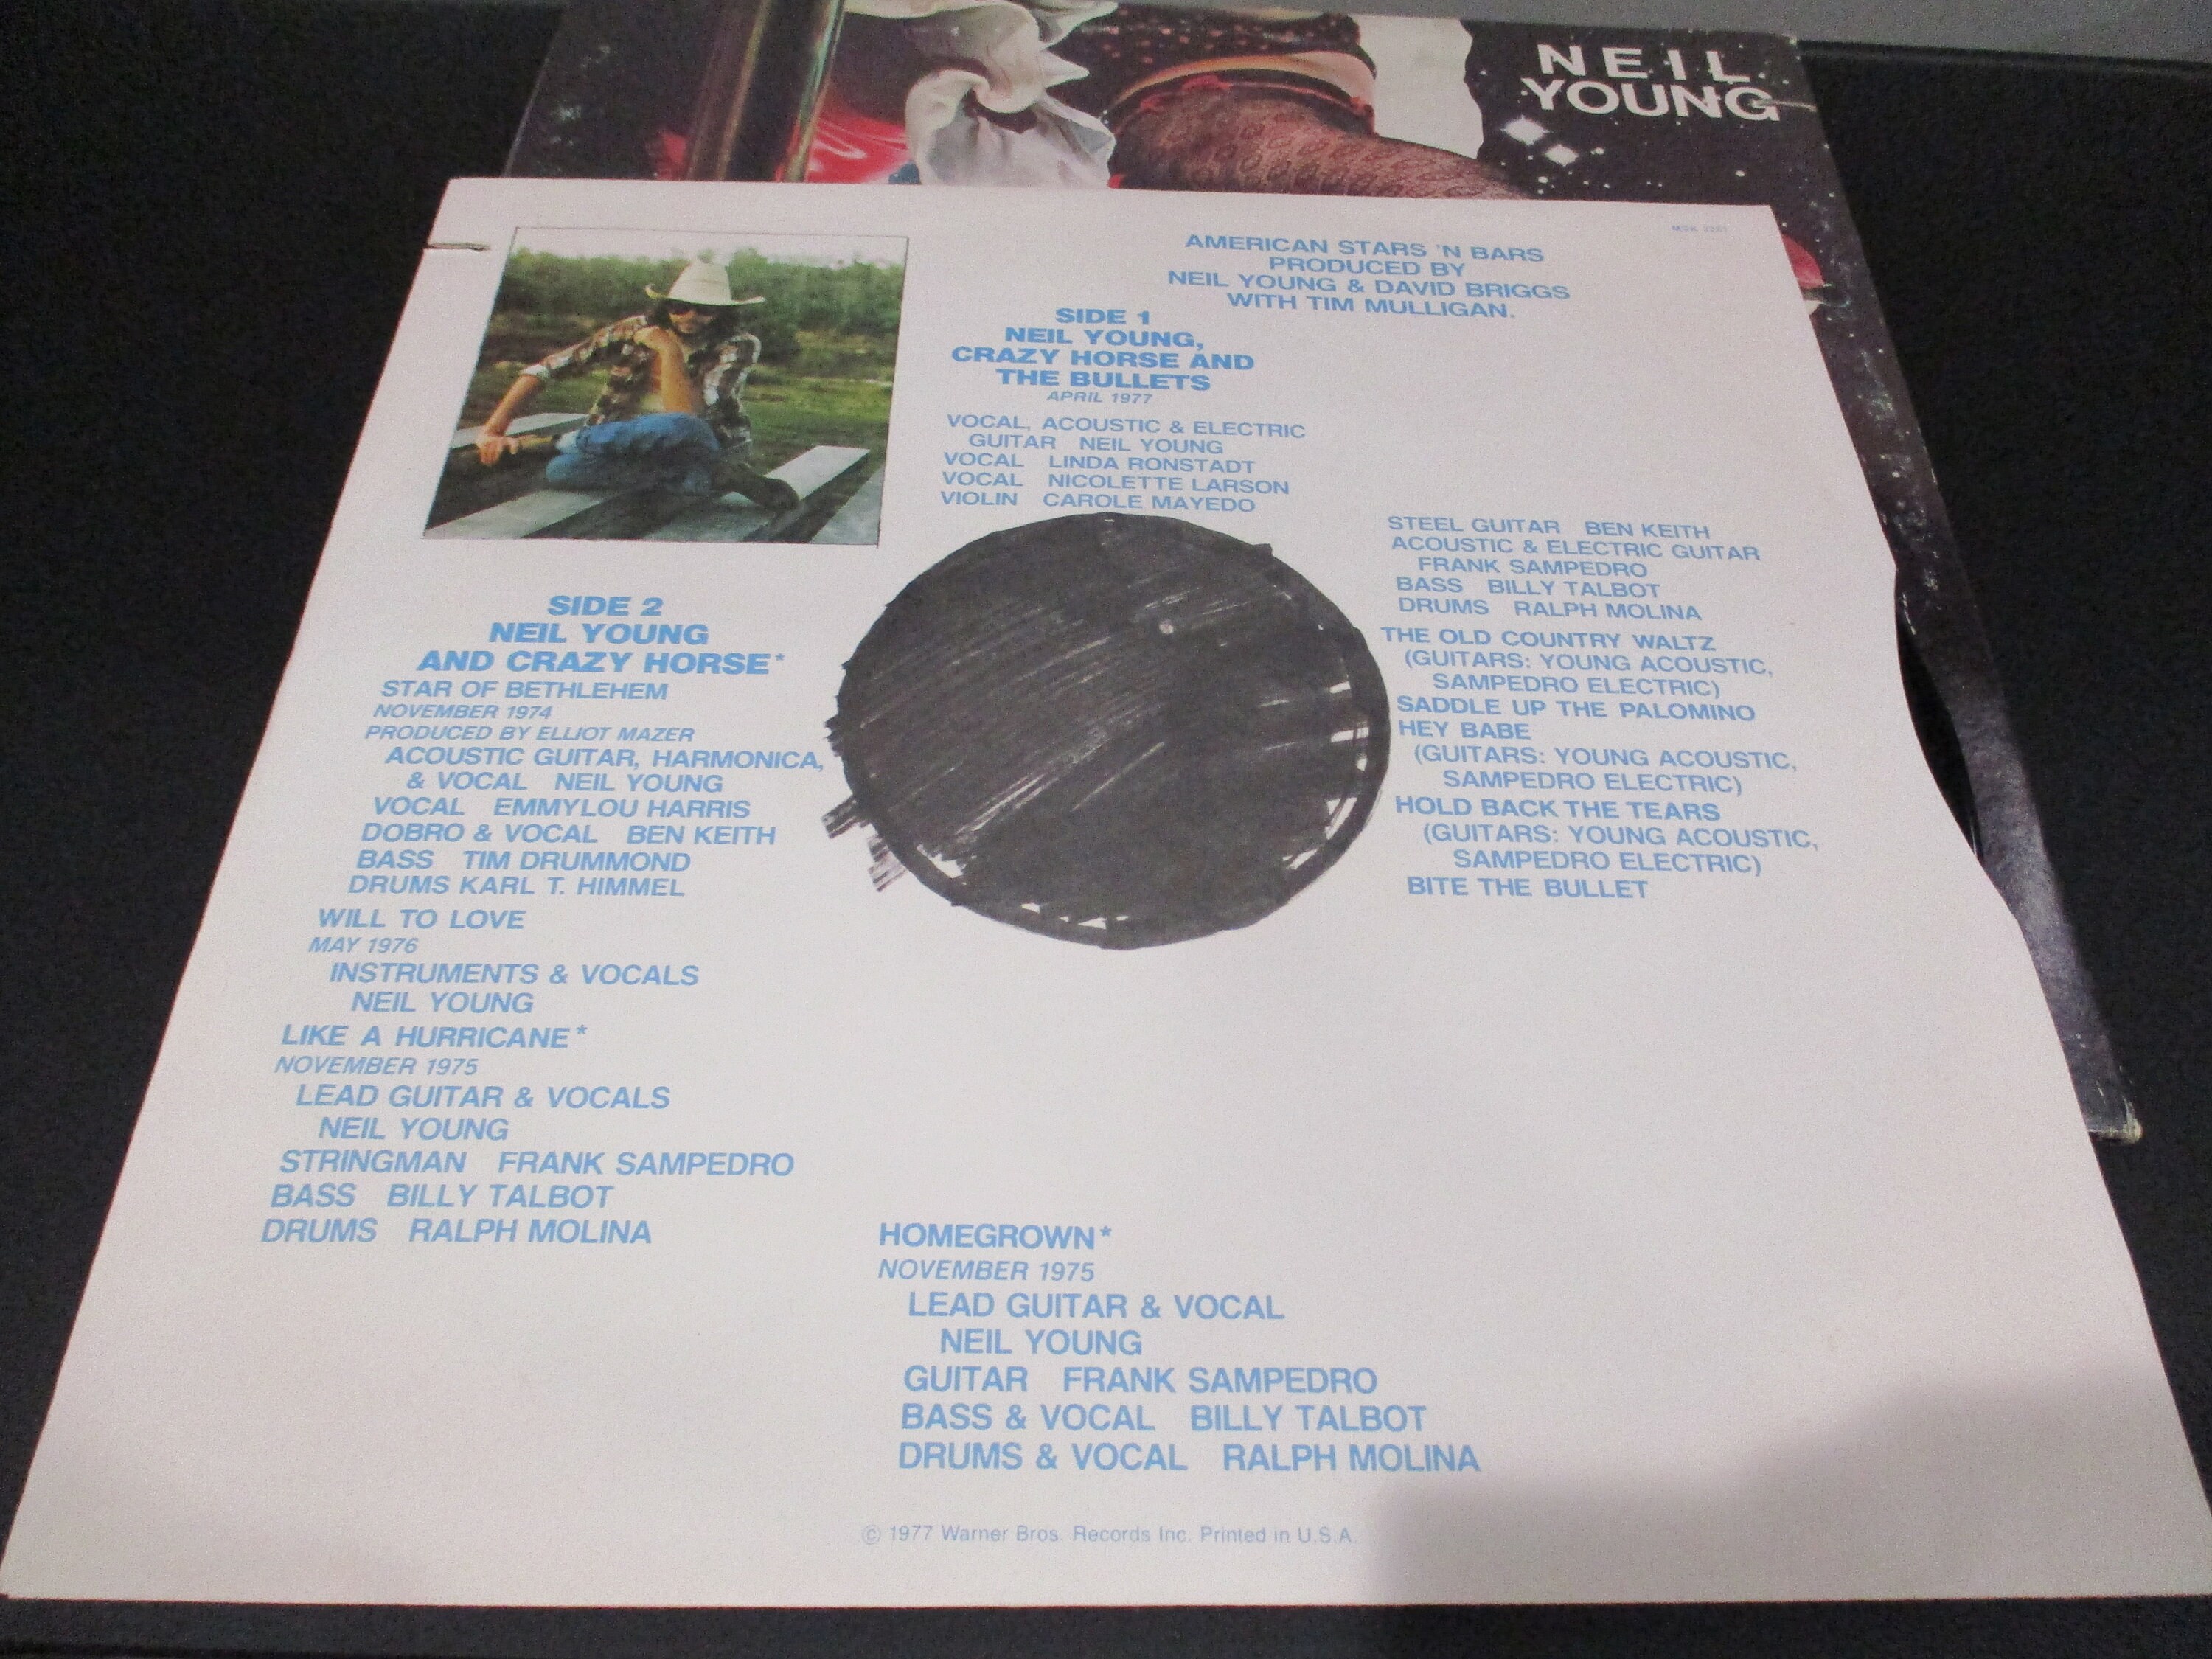 NEIL
YOUNG
AMERICAN STARS 'N BARS
PRODUCED BY
NEIL YOUNG & DAVID BRIGGS
WITH TIM MULLIGAN.
SIDE 1
NEIL YOUNG,
CRAZY HORSE AND
THE BULLETS
APRIL 1977
VOCAL, ACOUSTIC & ELECTRIC
GUITAR NEIL YOUNG
VOCAL LINDA RONSTADT
VOCAL NICOLETTE LARSON
VIOLIN CAROLE MAYEDO
STEEL GUITAR BEN KEITH
ACOUSTIC & ELECTRIC GUITAR
FRANK SAMPEDRO
BASS BILLY TALBOT
DRUMS RALPH MOLINA
THE OLD COUNTRY WALTZ
(GUITARS: YOUNG ACOUSTIC,
SAMPEDRO ELECTRIC)
SADDLE UP THE PALOMINO
HEY BABE
(GUITARS: YOUNG ACOUSTIC,
SAMPEDRO ELECTRIC)
HOLD BACK THE TEARS
(GUITARS: YOUNG ACOUSTIC,
SAMPEDRO ELECTRIC)
BITE THE BULLET
SIDE 2
NEIL YOUNG
AND CRAZY HORSE*
STAR OF BETHLEHEM
NOVEMBER 1974
PRODUCED BY ELLIOT MAZER
ACOUSTIC GUITAR, HARMONICA,
& VOCAL NEIL YOUNG
VOCAL EMMYLOU HARRIS
DOBRO & VOCAL BEN KEITH
BASS TIM DRUMMOND
DRUMS KARL T. HIMMEL
WILL TO LOVE
MAY 1976
INSTRUMENTS & VOCALS
NEIL YOUNG
LIKE A HURRICANE*
NOVEMBER 1975
LEAD GUITAR & VOCALS
NEIL YOUNG
STRINGMAN FRANK SAMPEDRO
BASS BILLY TALBOT
DRUMS RALPH MOLINA
HOMEGROWN*
NOVEMBER 1975
LEAD GUITAR & VOCAL
NEIL YOUNG
GUITAR FRANK SAMPEDRO
BASS & VOCAL BILLY TALBOT
DRUMS & VOCAL RALPH MOLINA
© 1977 Warner Bros. Records Inc. Printed in U.S.A.